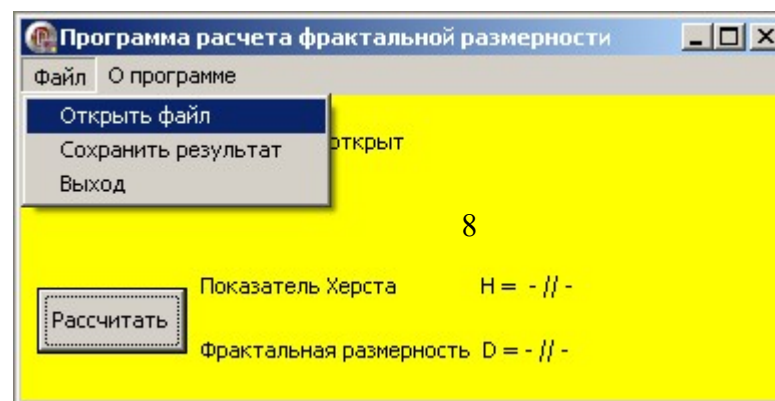 Программа расчета фрактальной размерности
Файл О программе
Открыть файл
Сохранить результат
Выход
открыт
8
Показатель Херста H = - // -
Рассчитать
Фрактальная размерность D = - // -